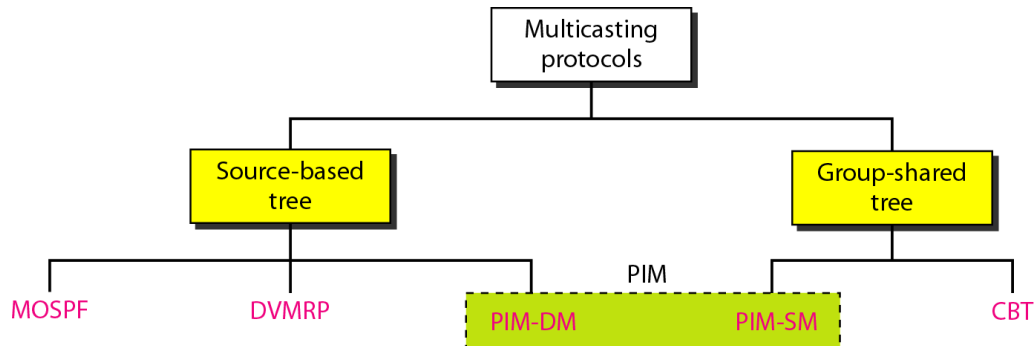 Multicasting
protocols
Source-based
tree
Group-shared
tree
PIM
MOSPF
DVMRP
PIM-DM
PIM-SM
CBT